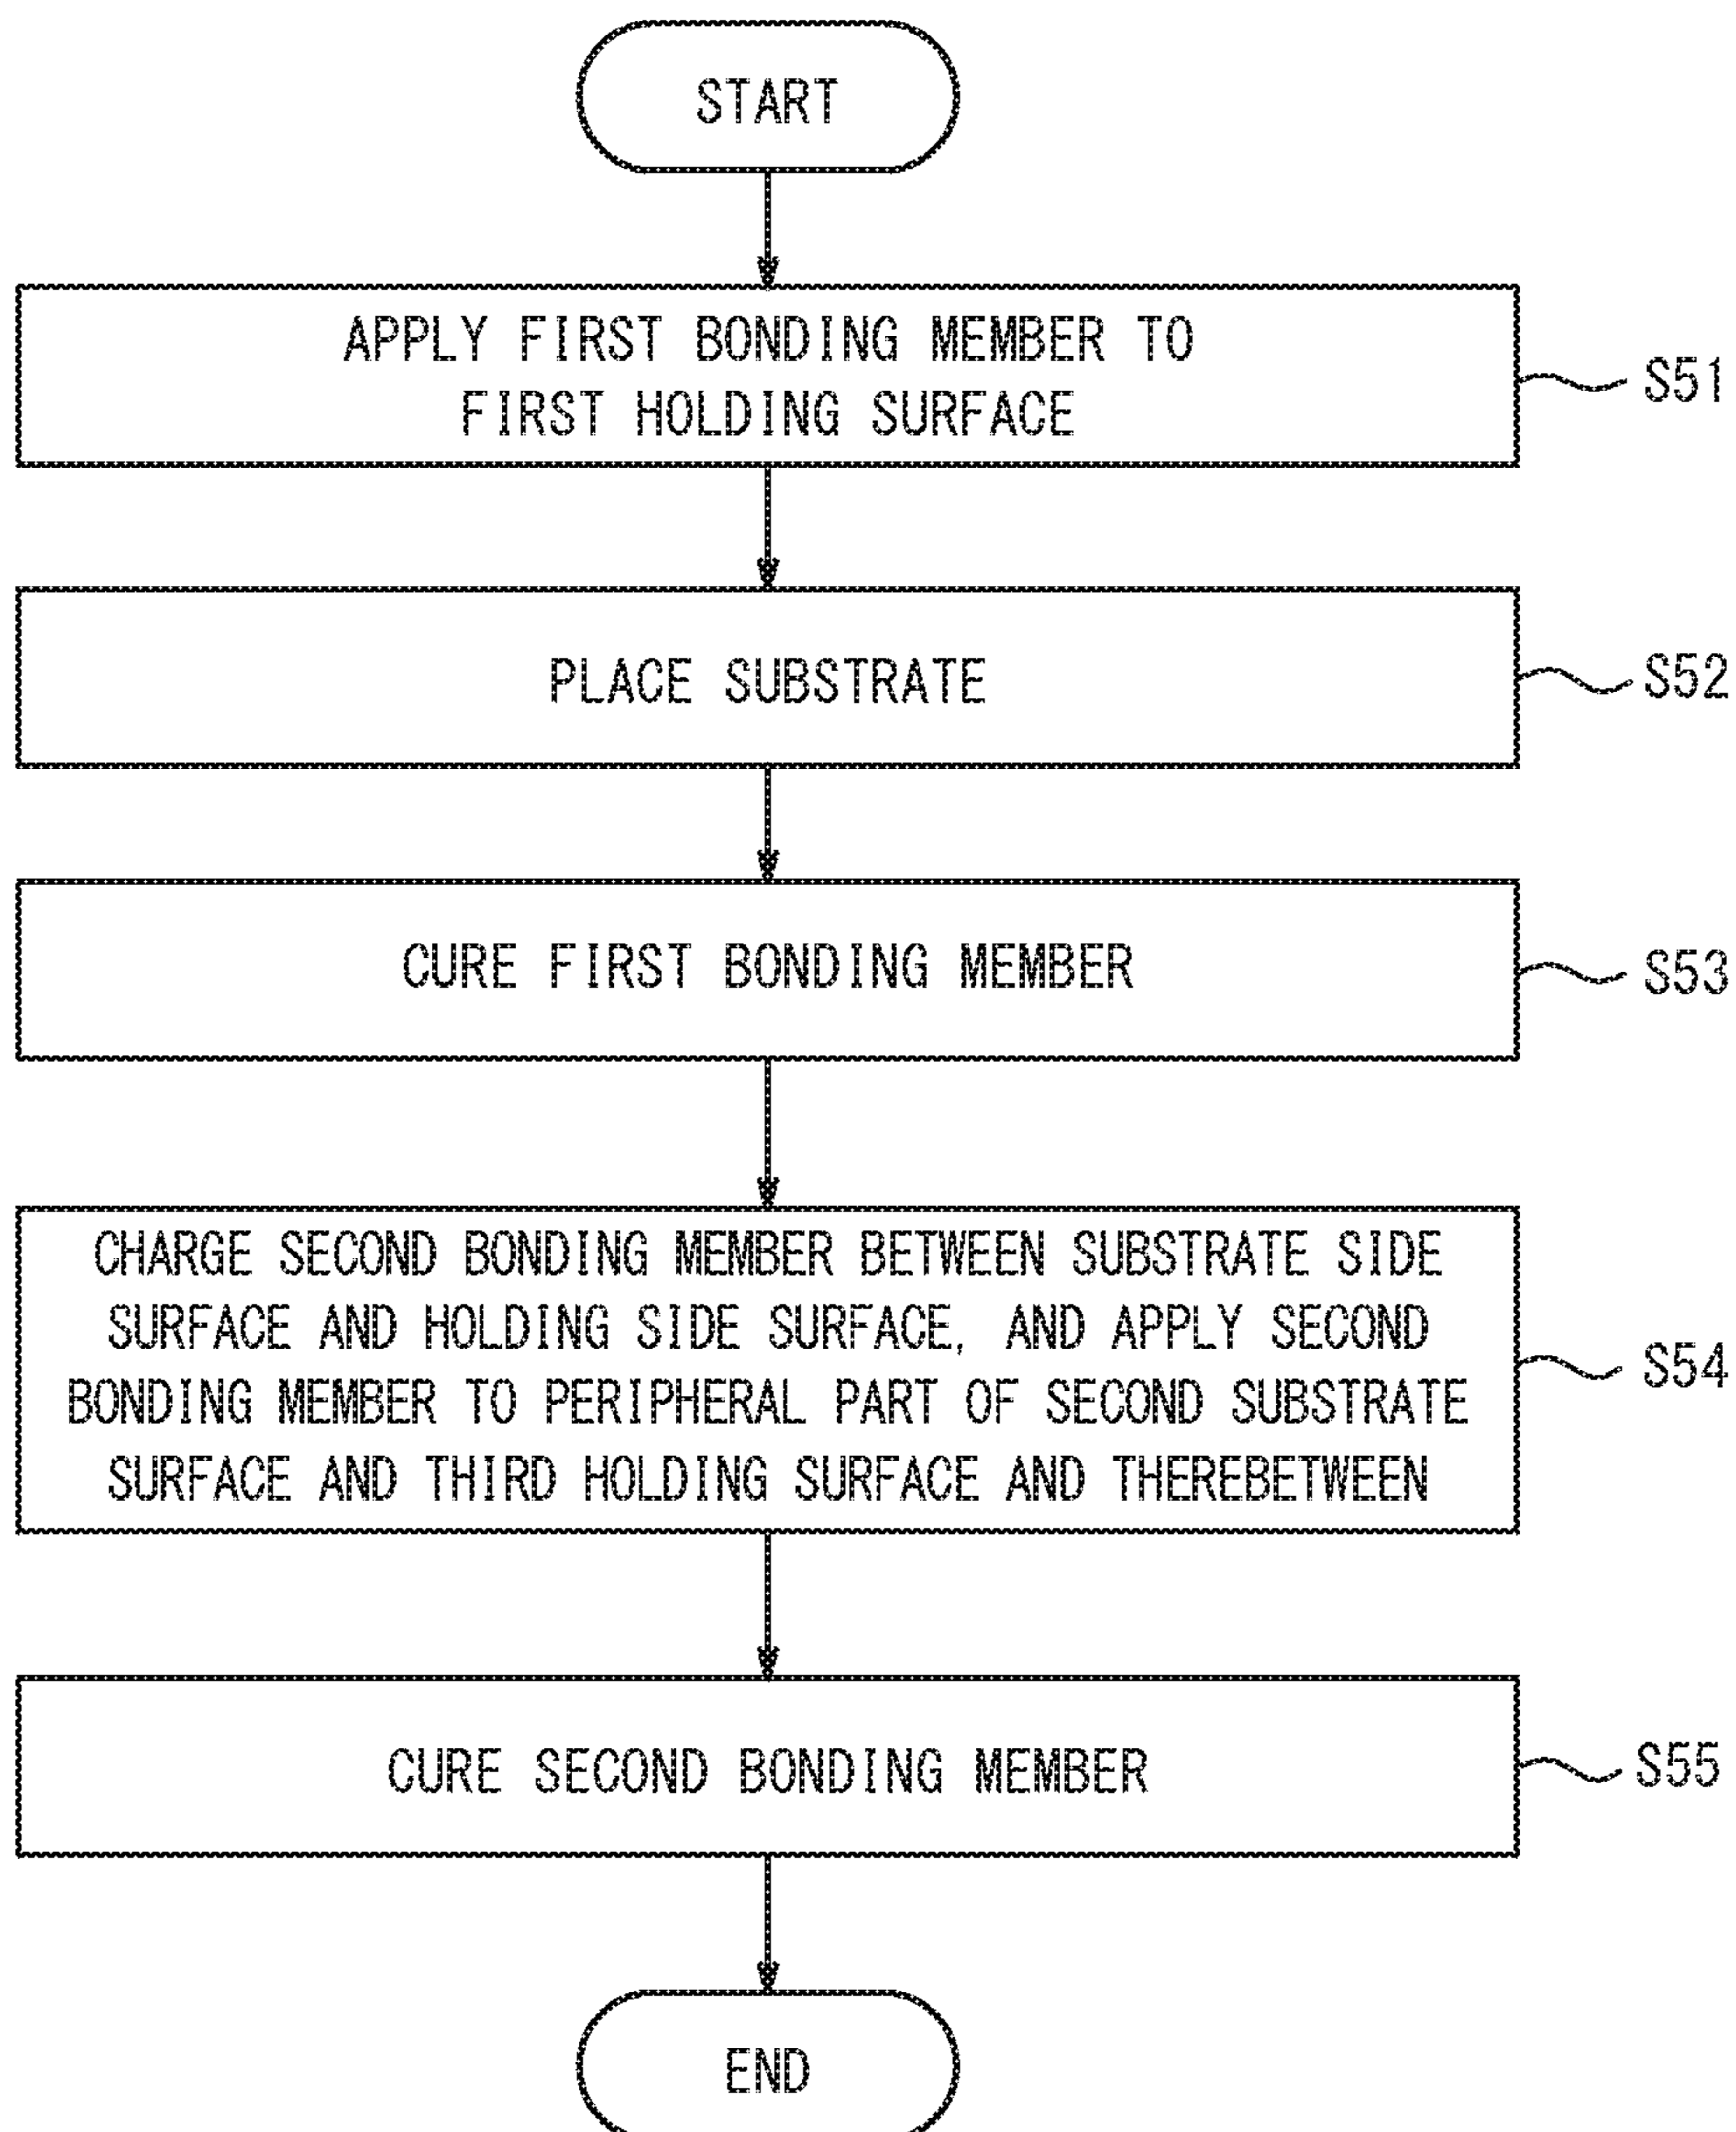 START
APPLY FIRST BONDING MEMBER TO
FIRST HOLDING SURFACE
S51
PLACE SUBSTRATE
S52
CURE FIRST BONDING MEMBER
S53
CHARGE SECOND BONDING MEMBER BETWEEN SUBSTRATE SIDE
SURFACE AND HOLDING SIDE SURFACE, AND APPLY SECOND
BONDING MEMBER TO PERIPHERAL PART OF SECOND SUBSTRATE
SURFACE AND THIRD HOLDING SURFACE AND THEREBETWEEN
S54
CURE SECOND BONDING MEMBER
S55
END